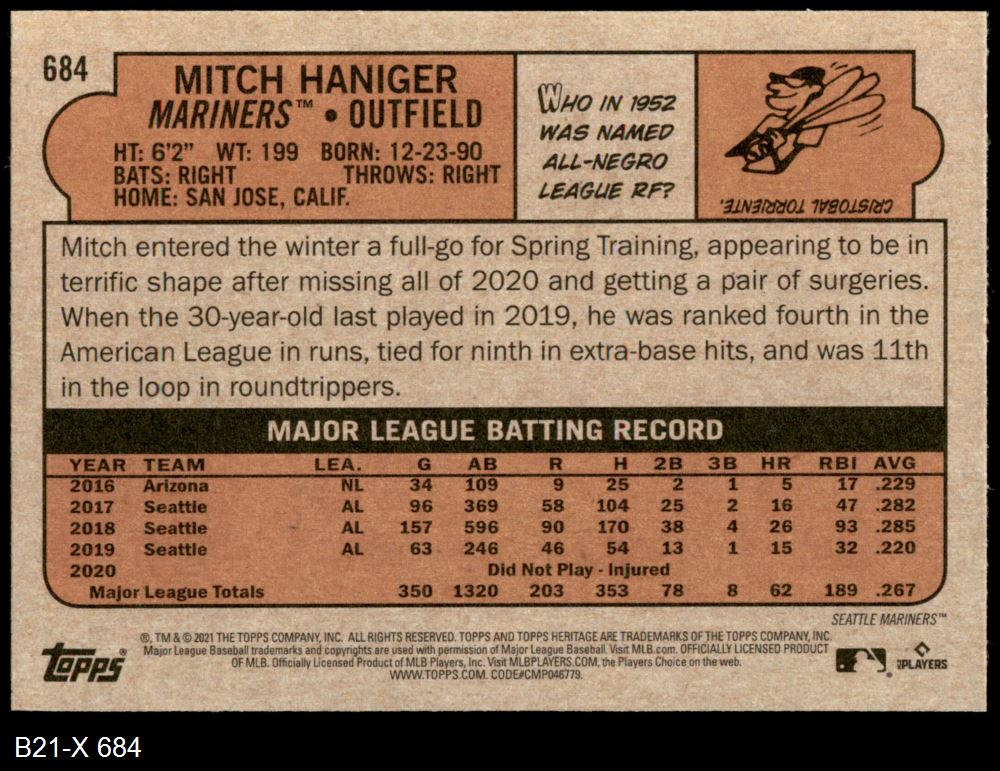 684
MITCH HANIGER
MARINERS™ • OUTFIELD
HT: 6'2" WT: 199 BORN: 12-23-90
BATS: RIGHT THROWS: RIGHT
HOME: SAN JOSE, CALIF.
WHO IN 1952
WAS NAMED
ALL-NEGRO
LEAGUE RF?
CRISTOBAL TORRIENTE.
Mitch entered the winter a full-go for Spring Training, appearing to be in
terrific shape after missing all of 2020 and getting a pair of surgeries.
When the 30-year-old last played in 2019, he was ranked fourth in the
American League in runs, tied for ninth in extra-base hits, and was 11th
in the loop in roundtrippers.
MAJOR LEAGUE BATTING RECORD
YEAR TEAM LEA. G AB R H 2B 3B HR RBI AVG
2016 Arizona NL 34 109 9 25 2 1 5 17 .229
2017 Seattle AL 96 369 58 104 25 2 16 47 .282
2018 Seattle AL 157 596 90 170 38 4 26 93 .285
2019 Seattle AL 63 246 46 54 13 1 15 32 .220
2020 Did Not Play - Injured
Major League Totals 350 1320 203 353 78 8 62 189 .267
SEATTLE MARINERS™
®, TM & © 2021 THE TOPPS COMPANY, INC. ALL RIGHTS RESERVED. TOPPS AND TOPPS HERITAGE ARE TRADEMARKS OF THE TOPPS COMPANY, INC.
Major League Baseball trademarks and copyrights are used with permission of Major League Baseball. Visit MLB.com. OFFICIALLY LICENSED PRODUCT
OF MLB. Officially Licensed Product of MLB Players, Inc. Visit MLBPLAYERS.COM, the Players Choice on the web.
WWW.TOPPS.COM. CODE#CMP046779.
Topps®
PLAYERS
B21-X 684